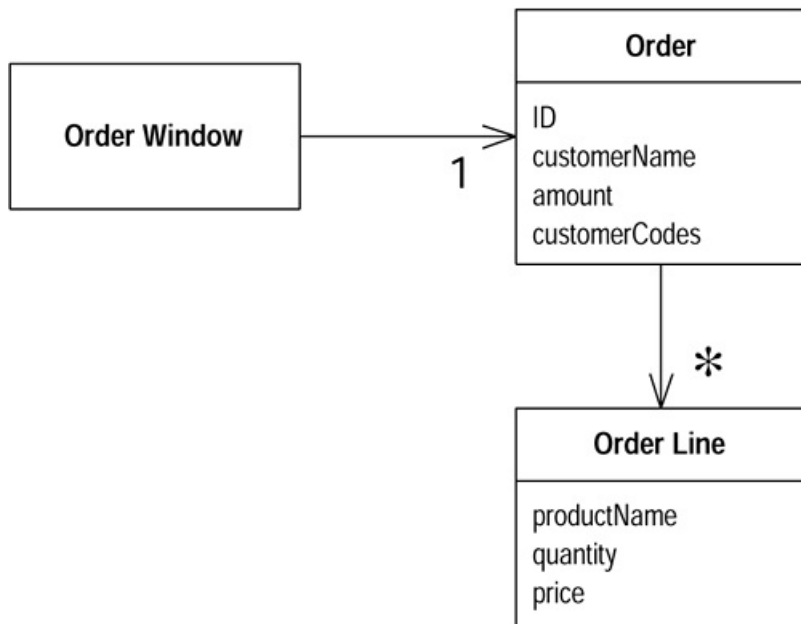 Order
Order Window
ID
customerName
1
amount
customerCodes
*
Order Line
productName
quantity
price